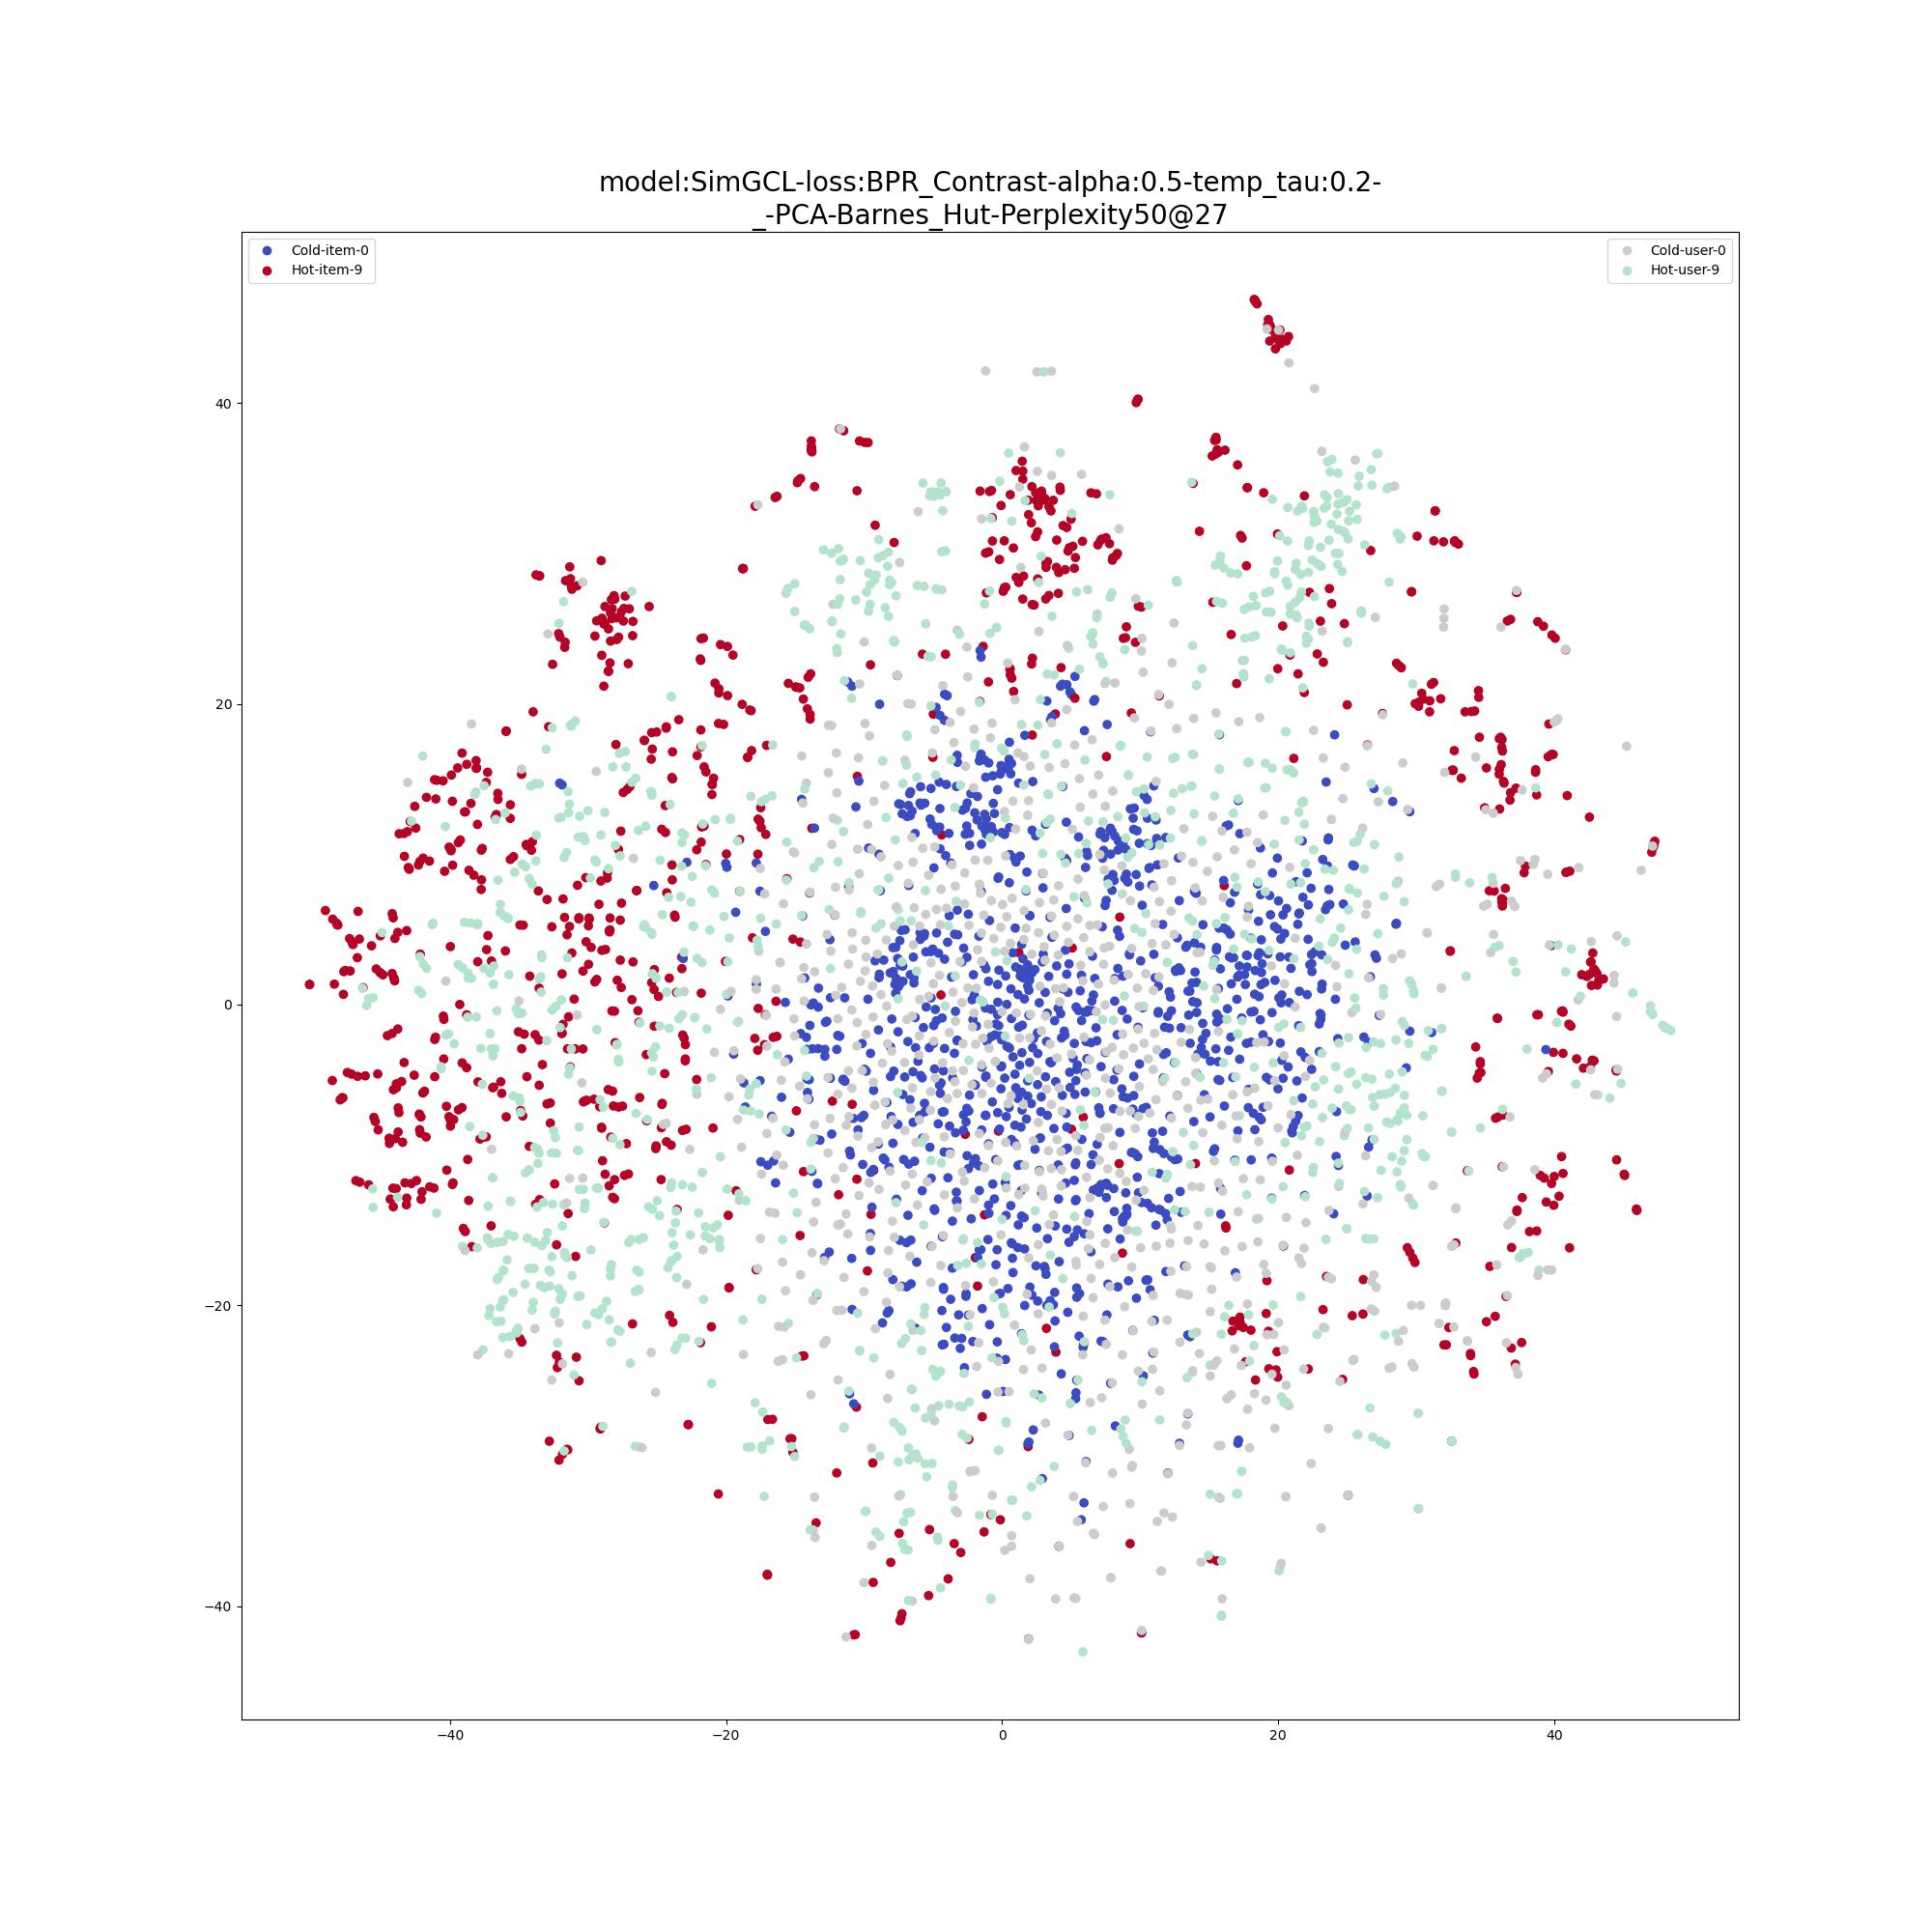 model:SimGCL-loss:BPR_Contrast-alpha:0.5-temp_tau:0.2-
_-PCA-Barnes_Hut-Perplexity50@27
Cold-item-0
Hot-item-9
Cold-user-0
Hot-user-9
40
20
0
−20
−40
−40
−20
0
20
40